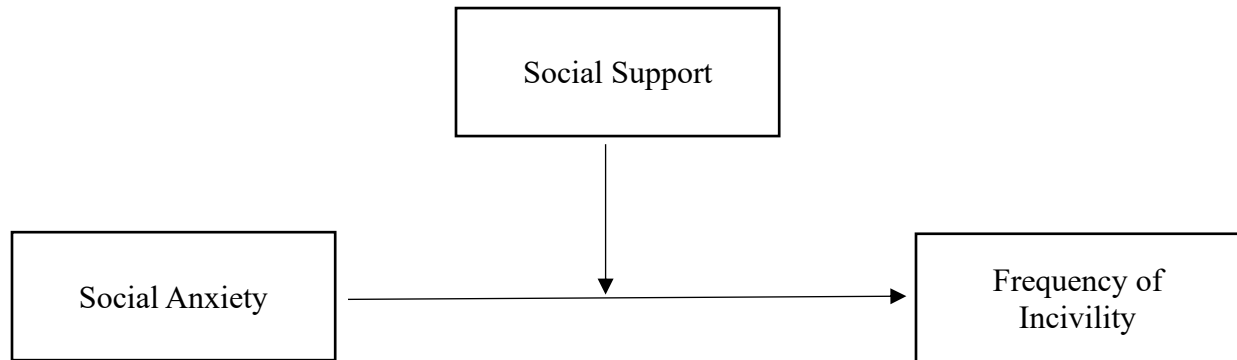 Social Support
Social Anxiety
Frequency of
Incivility